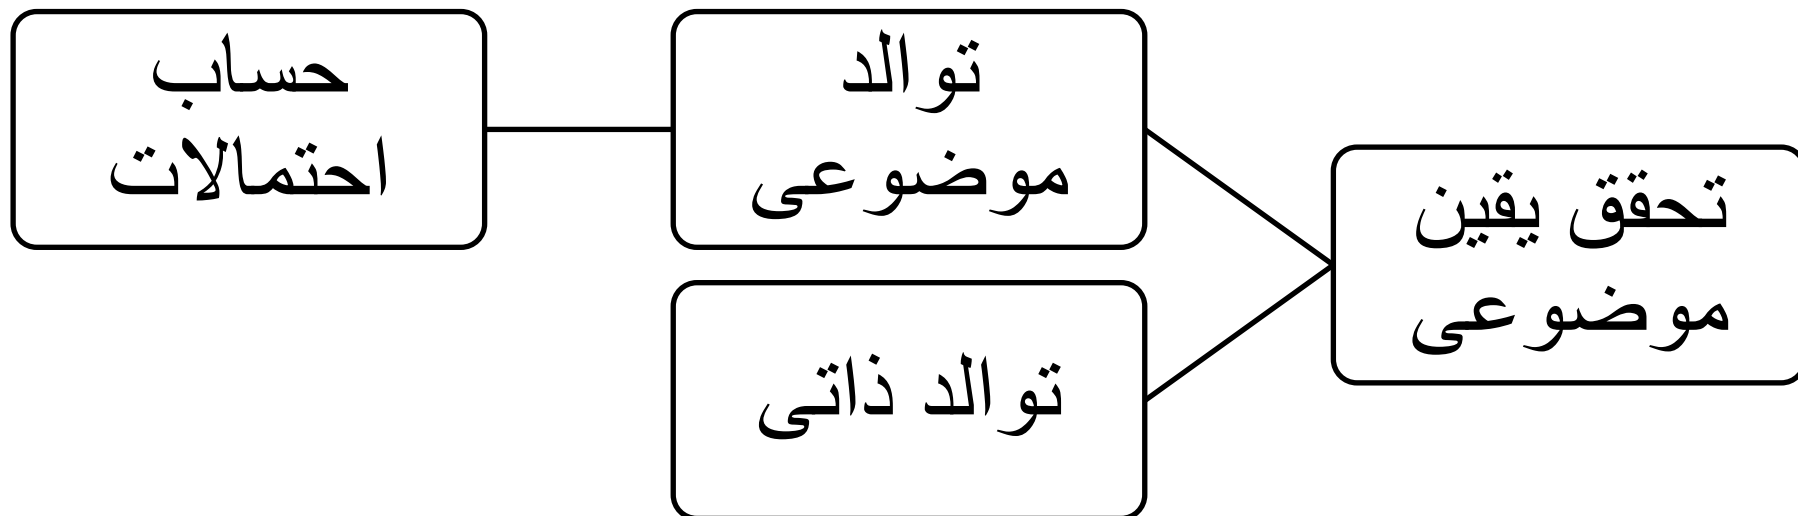 تحقق یقین
موضوعی
توالد
موضوعی
حساب
احتمالات
توالد ذاتی